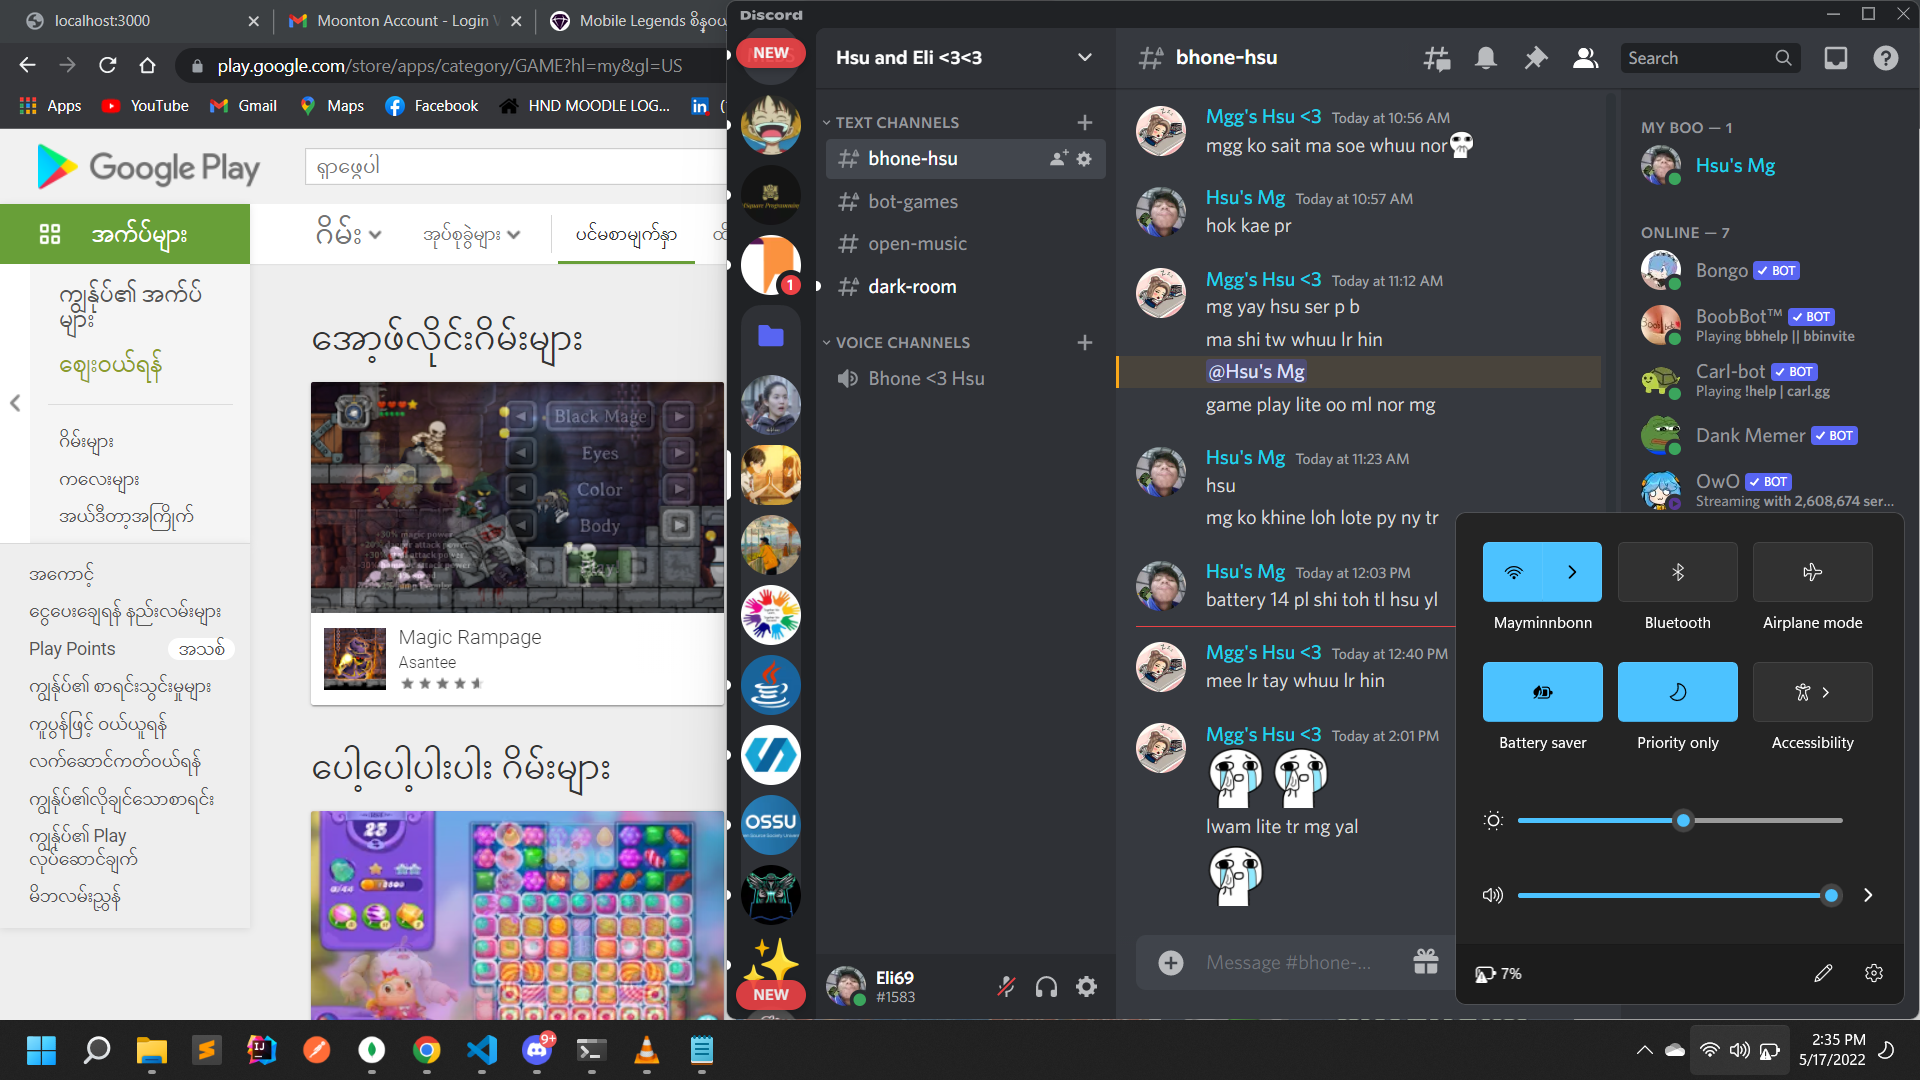 localhost:3000
Moonton Account - Login V
Mobile Legends စိန်ဝယ်
play.google.com/store/apps/category/GAME?hl=my&gl=US
Apps
YouTube
Gmail
Maps
Facebook
HND MOODLE LOG...
Google Play
ရှာဖွေပါ
အက်ပ်များ
ဂိမ်း
အုပ်စုခွဲများ
ပင်မစာမျက်နှာ
ကျွန်ုပ်၏ အက်ပ်
များ
ဈေးဝယ်ရန်
ဂိမ်းများ
ကလေးများ
အယ်ဒီတာ့အကြိုက်
အကောင့်
ငွေပေးချေရန် နည်းလမ်းများ
Play Points
အသစ်
ကျွန်ုပ်၏ စာရင်းသွင်းမှုများ
ကူပွန်ဖြင့် ဝယ်ယူရန်
လက်ဆောင်ကတ်ဝယ်ရန်
ကျွန်ုပ်၏လိုချင်သောစာရင်း
ကျွန်ုပ်၏ Play
လုပ်ဆောင်ချက်
မိဘလမ်းညွှန်
အော့ဖ်လိုင်းဂိမ်းများ
Black Mage
Eyes
Color
Body
Play
Magic Rampage
Asantee
ပေါ့ပေါ့ပါးပါး ဂိမ်းများ
23
Discord
NEW
1
OSSU
NEW
Hsu and Eli <3<3
TEXT CHANNELS
bhone-hsu
bot-games
open-music
dark-room
VOICE CHANNELS
Bhone <3 Hsu
Eli69
#1583
bhone-hsu
Search
Mgg's Hsu <3 Today at 10:56 AM
mgg ko sait ma soe whuu nor
Hsu's Mg Today at 10:57 AM
hok kae pr
Mgg's Hsu <3 Today at 11:12 AM
mg yay hsu ser p b
ma shi tw whuu lr hin
@Hsu's Mg
game play lite oo ml nor mg
Hsu's Mg Today at 11:23 AM
hsu
mg ko khine loh lote py ny tr
Hsu's Mg Today at 12:03 PM
battery 14 pl shi toh tl hsu yl
Mgg's Hsu <3 Today at 12:40 PM
mee lr tay whuu lr hin
Mgg's Hsu <3 Today at 2:01 PM
lwam lite tr mg yal
Message #bhone-...
MY BOO — 1
Hsu's Mg
ONLINE — 7
Bongo BOT
BoobBot™ BOT
Playing bbhelp || bbinvite
Carl-bot BOT
Playing !help | carl.gg
Dank Memer BOT
OwO BOT
Streaming with 2,608,674 ser...
Mayminnbonn
Bluetooth
Airplane mode
Battery saver
Priority only
Accessibility
7%
9+
2:35 PM
5/17/2022